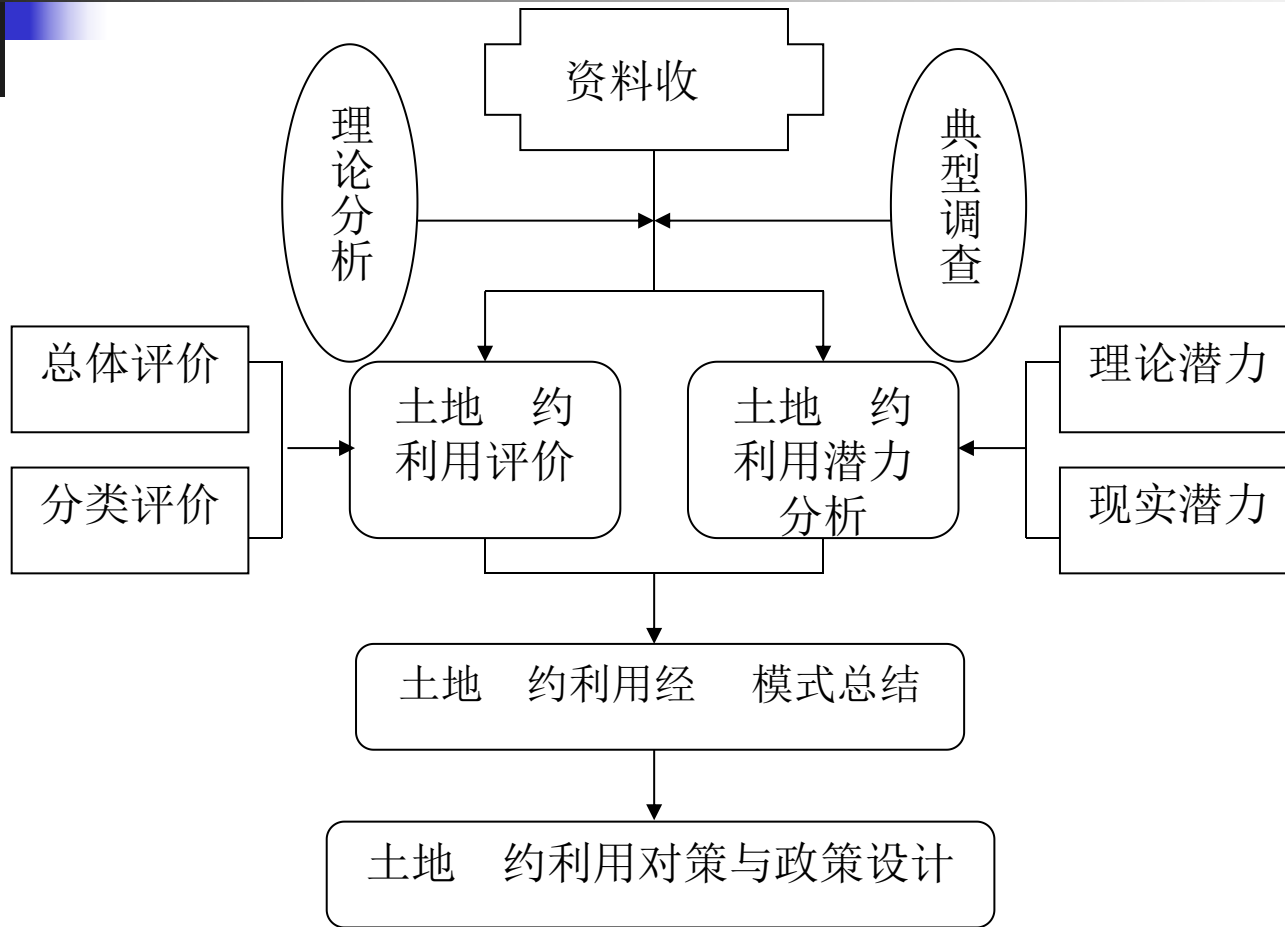 资料收
理论分析
典型调查
总体评价
分类评价
土地 约
利用评价
土地 约
利用潜力
分析
理论潜力
现实潜力
土地 约利用经 模式总结
土地 约利用对策与政策设计